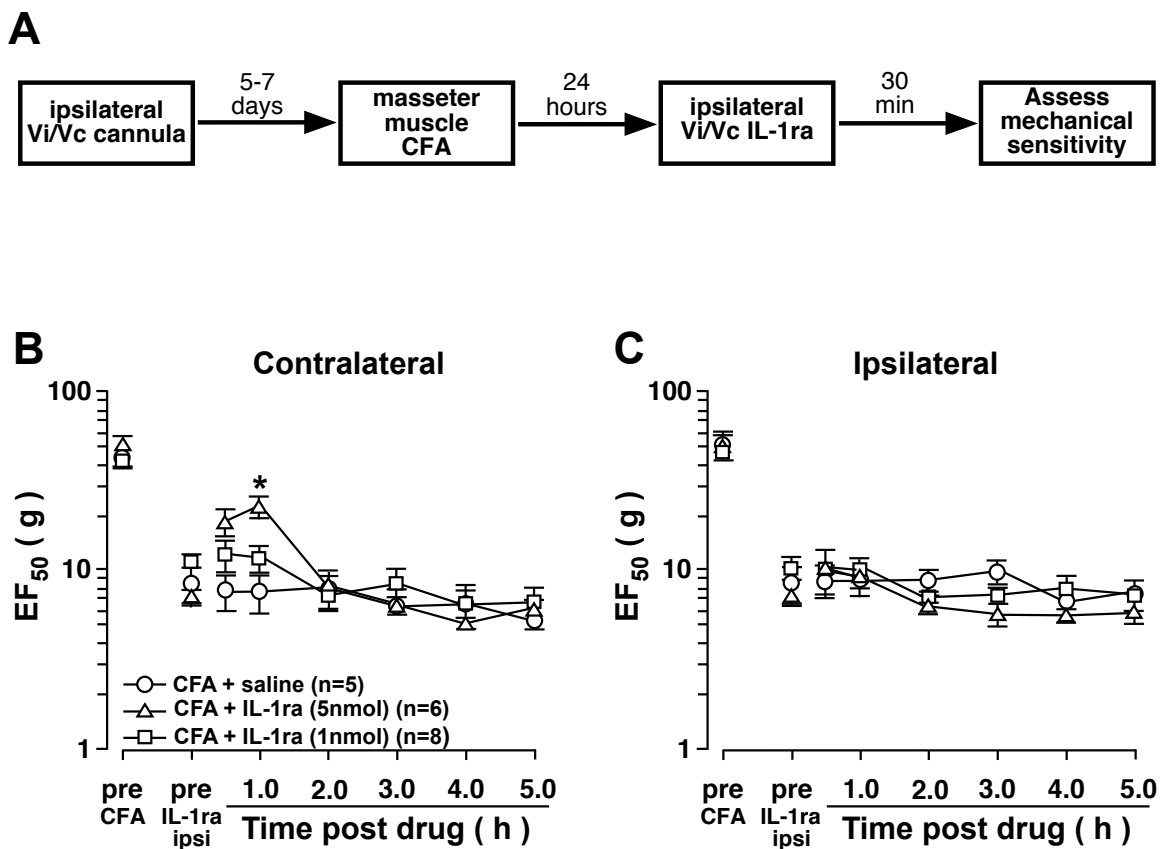 A
ipsilateral
Vi/Vc cannula
5-7
days
masseter
muscle
CFA
24
hours
ipsilateral
Vi/Vc IL-1ra
30
min
Assess
mechanical
sensitivity
B
Contralateral
100
10
1
EF50 ( g )
*
CFA + saline (n=5)
CFA + IL-1ra (5nmol) (n=6)
CFA + IL-1ra (1nmol) (n=8)
pre
CFA
pre
IL-1ra
ipsi
1.0 2.0 3.0 4.0 5.0
Time post drug ( h )
C
Ipsilateral
100
10
1
EF50 ( g )
pre
CFA
pre
IL-1ra
ipsi
1.0 2.0 3.0 4.0 5.0
Time post drug ( h )